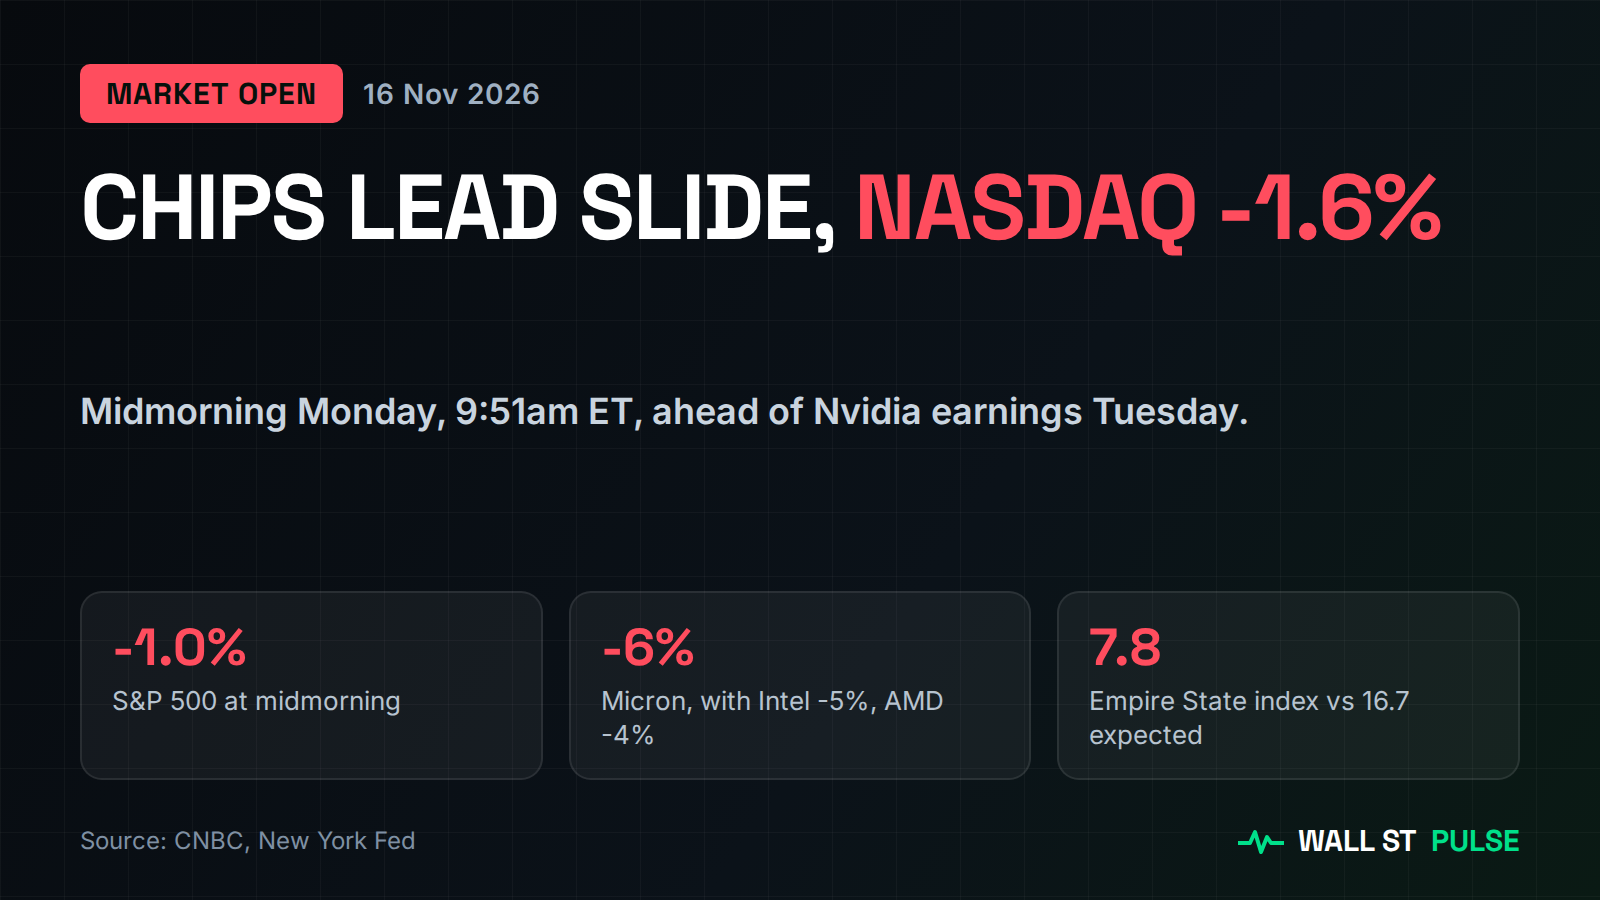 MARKET OPEN 16 Nov 2026
CHIPS LEAD SLIDE, NASDAQ -1.6%
Midmorning Monday, 9:51am ET, ahead of Nvidia earnings Tuesday.
-1.0%
S&P 500 at midmorning
-6%
Micron, with Intel -5%, AMD
-4%
7.8
Empire State index vs 16.7
expected
Source: CNBC, New York Fed
WALL ST PULSE